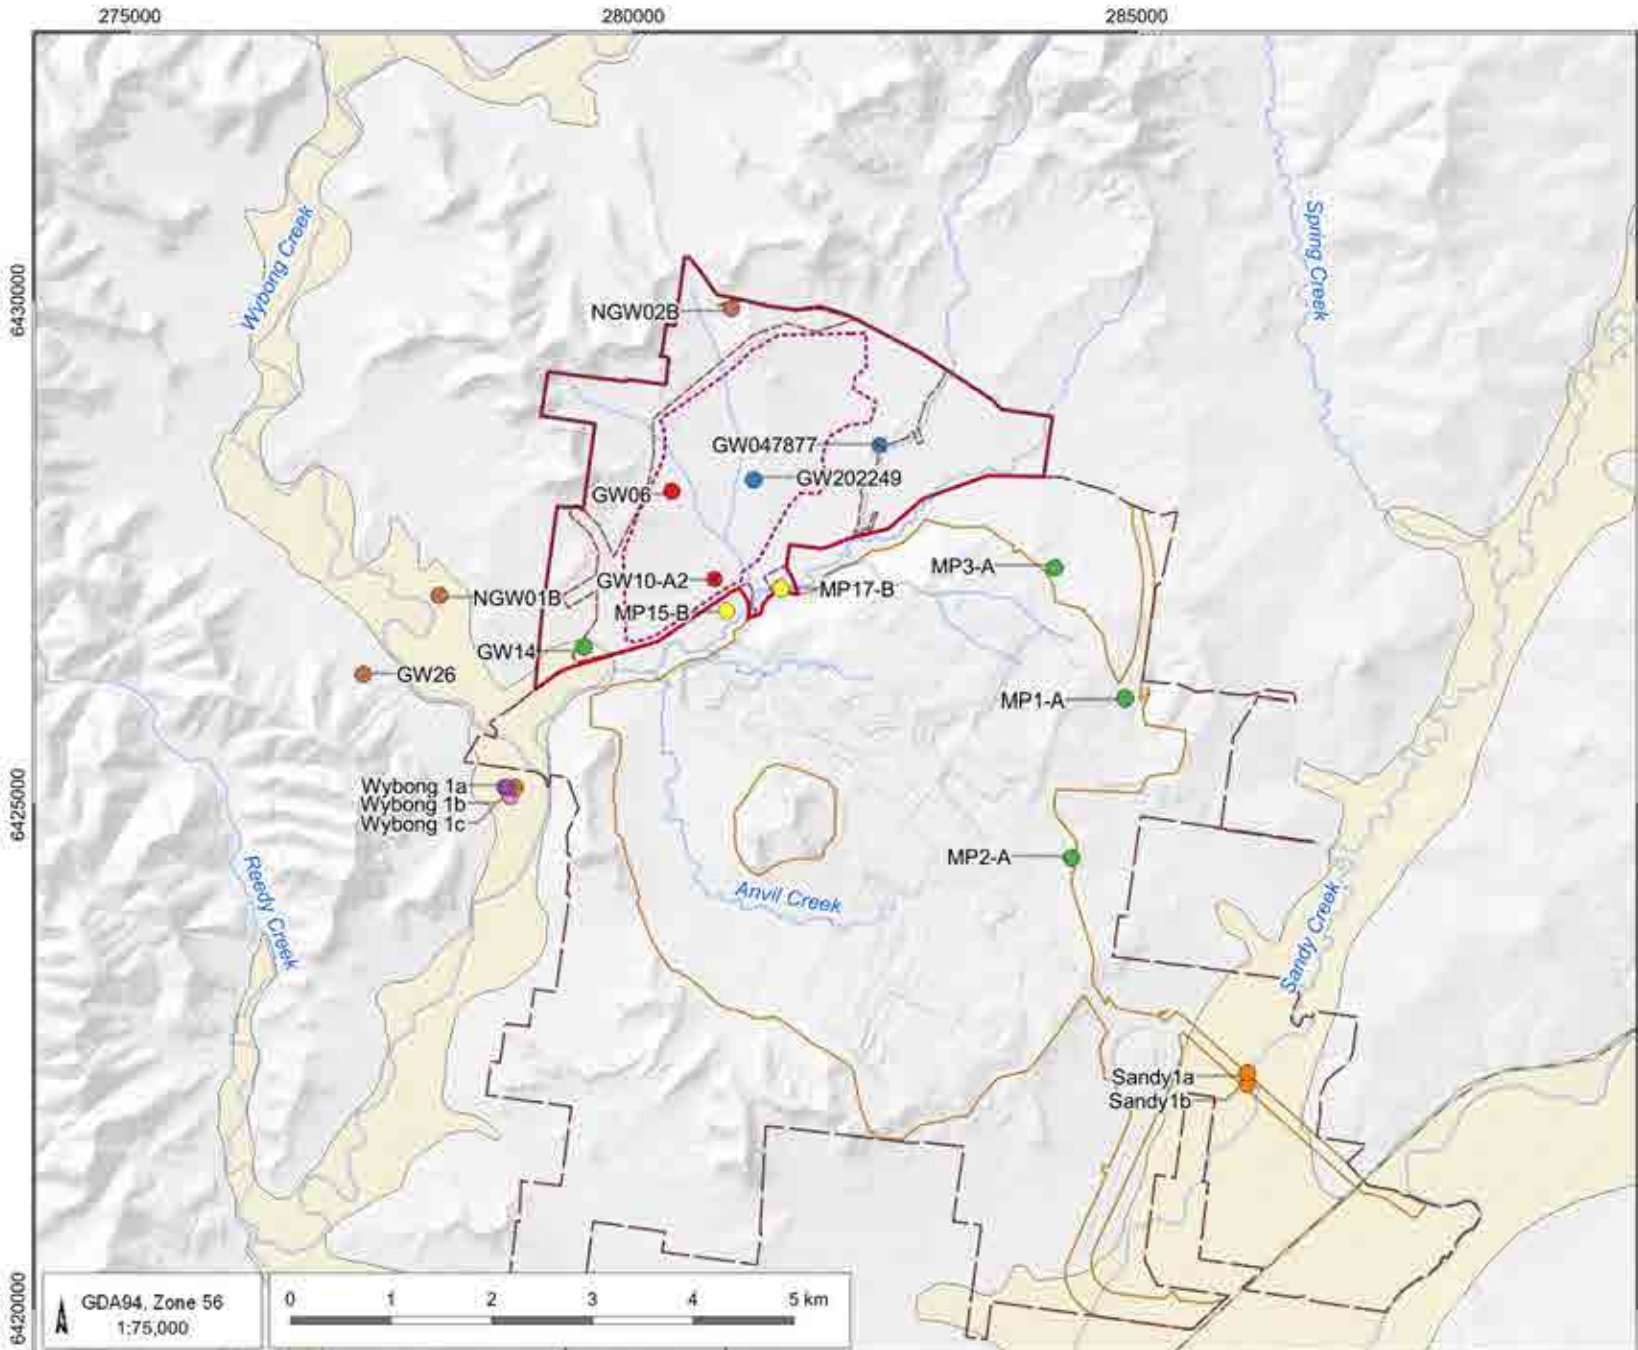 275000
280000
285000
6430000
6425000
6420000
Wybong Creek
Spring Creek
NGW02B
GW047877
GW202249
GW06
GW10-A2
MP3-A
NGW01B
MP17-B
MP15-B
GW14
GW26
MP1-A
Wybong 1a
Wybong 1b
Wybong 1c
MP2-A
Reedy Creek
Anvil Creek
Sandy Creek
Sandy1a
Sandy1b
GDA94, Zone 56
1:75,000
0 1 2 3 4 5 km